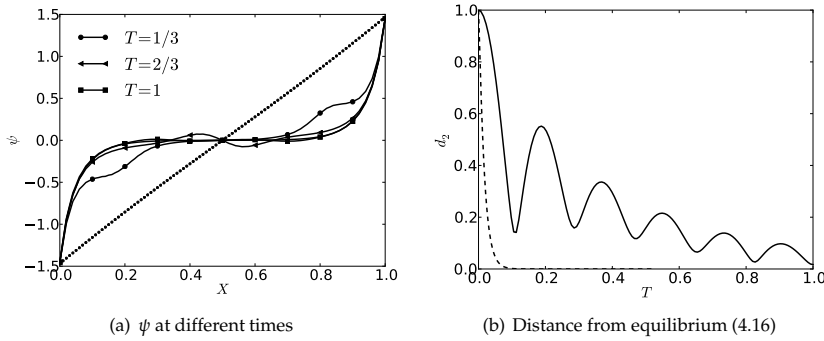 1.5
1.0
0.5
0.0
−0.5
−1.0
−1.5
ψ
T=1/3
T=2/3
T=1
0.0 0.2 0.4 0.6 0.8 1.0
X
(a) ψ at different times
1.0
0.8
0.6
0.4
0.2
0.0
d₂
0.0 0.2 0.4 0.6 0.8 1.0
T
(b) Distance from equilibrium (4.16)